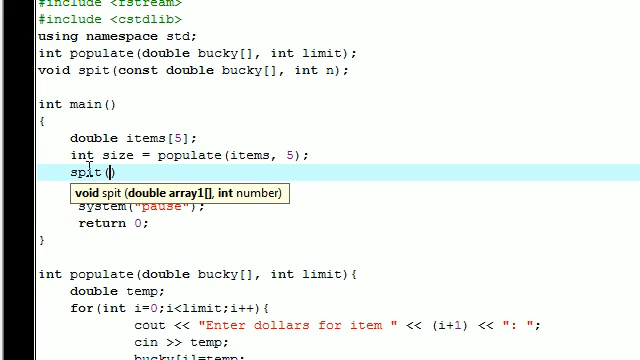 #include <fstream>
#include <cstdlib>
using namespace std;
int populate(double bucky[], int limit);
void spit(const double bucky[], int n);
int main()
{
double items[5];
int size = populate(items, 5);
spit()
void spit (double array1[], int number)
system("pause");
return 0;
}
int populate(double bucky[], int limit){
double temp;
for(int i=0;i<limit;i++){
cout << "Enter dollars for item " << (i+1) << ": ";
cin >> temp;
bucky[i]=temp;